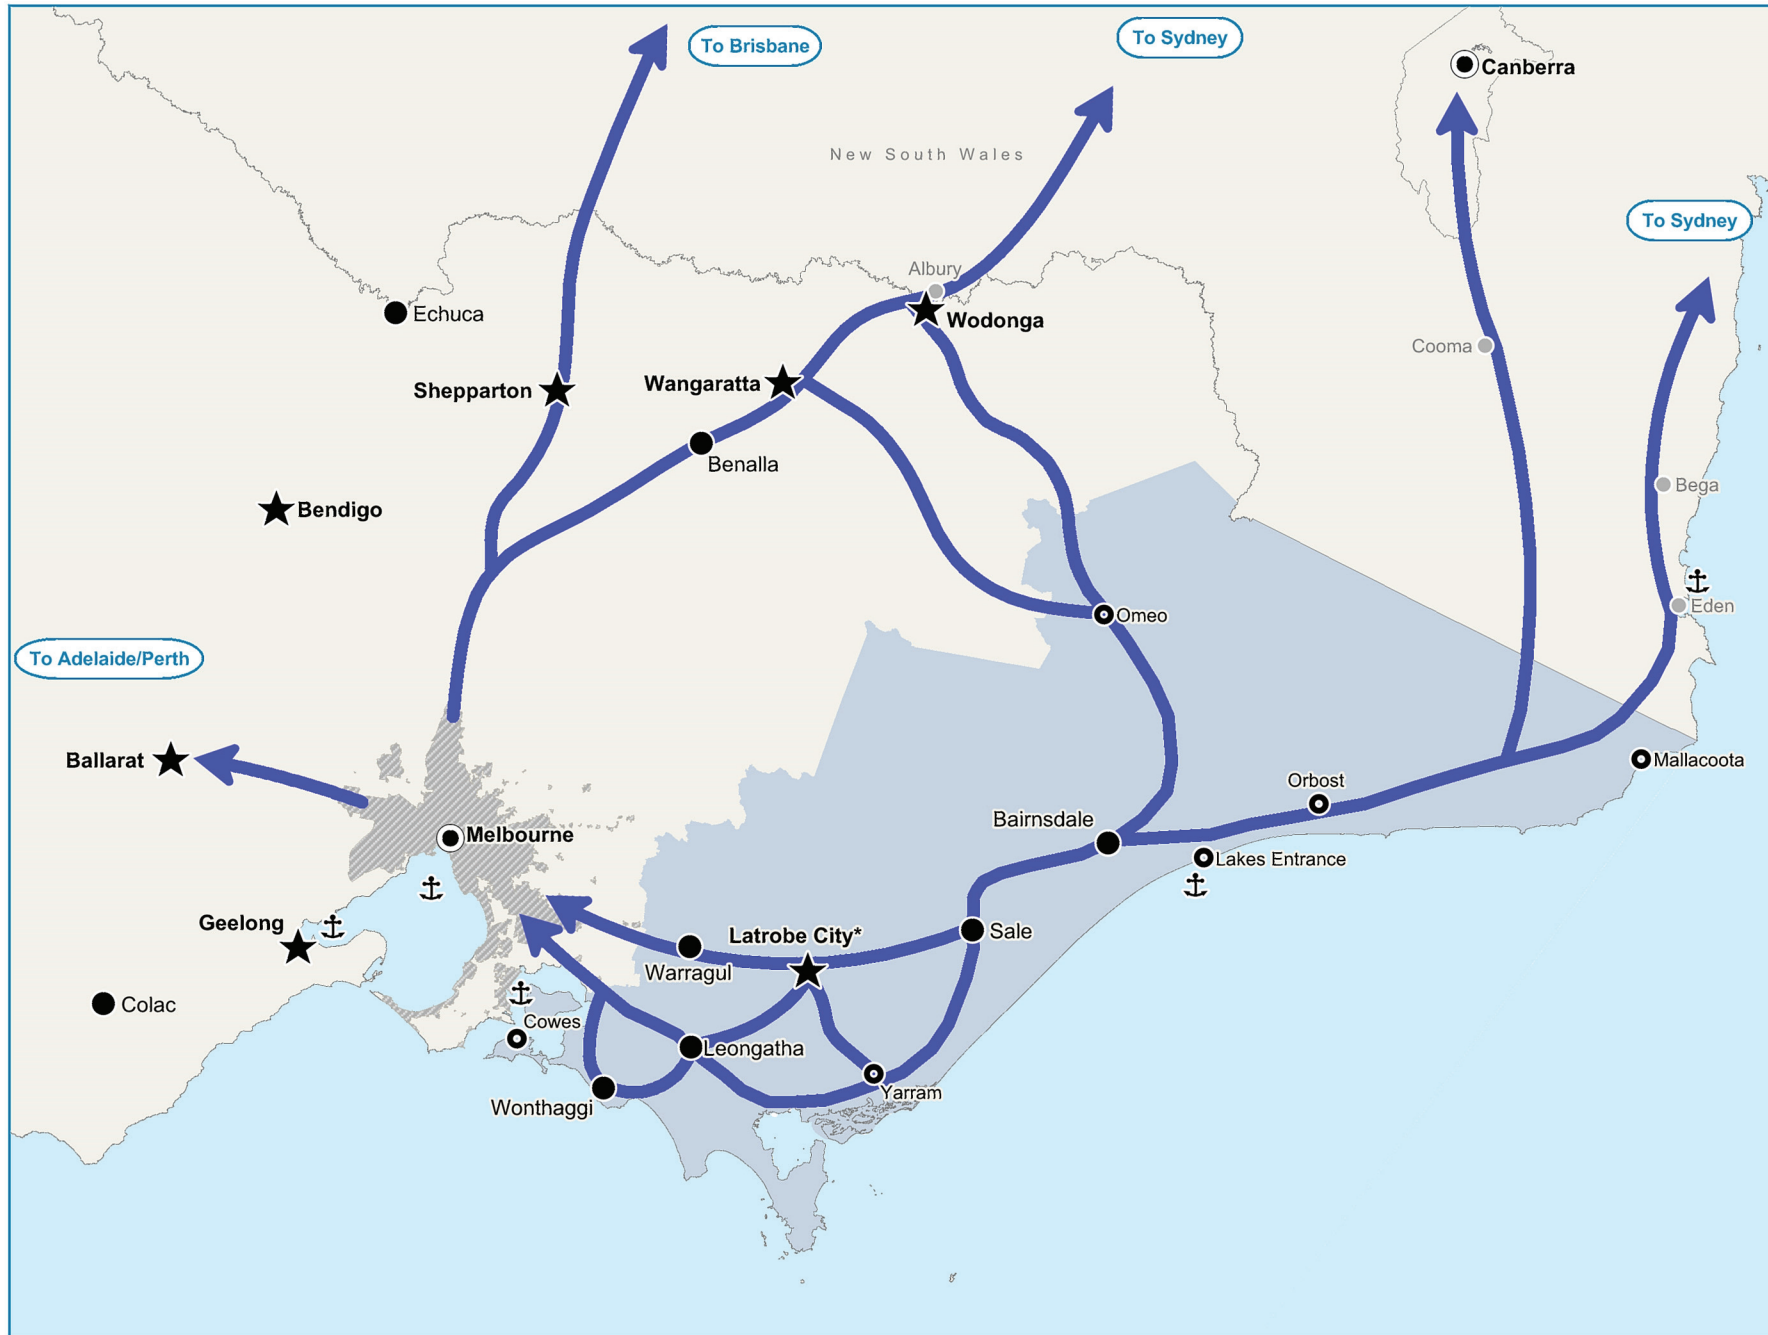 To Brisbane
To Sydney
Canberra
New South Wales
To Sydney
Albury
Echuca
Wodonga
Cooma
Shepparton
Wangaratta
Benalla
Bega
Bendigo
Eden
Omeo
To Adelaide/Perth
Ballarat
Mallacoota
Orbost
Bairnsdale
Melbourne
Lakes Entrance
Geelong
Latrobe City*
Sale
Warragul
Colac
Cowes
Leongatha
Yarram
Wonthaggi